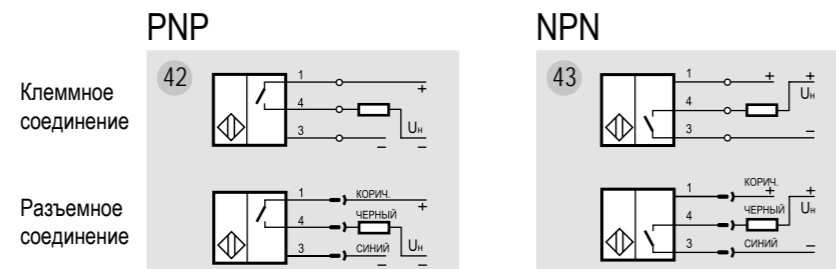 PNP NPN
Клеммное
соединение
42
1
+
4
Uн
3
–
–
43
1
+
+
4
Uн
3
–
Разъемное
соединение
1
КОРИЧ.
+
4
ЧЕРНЫЙ
3
СИНИЙ
Uн
–
–
1
КОРИЧ.
+
+
4
ЧЕРНЫЙ
Uн
3
СИНИЙ
–